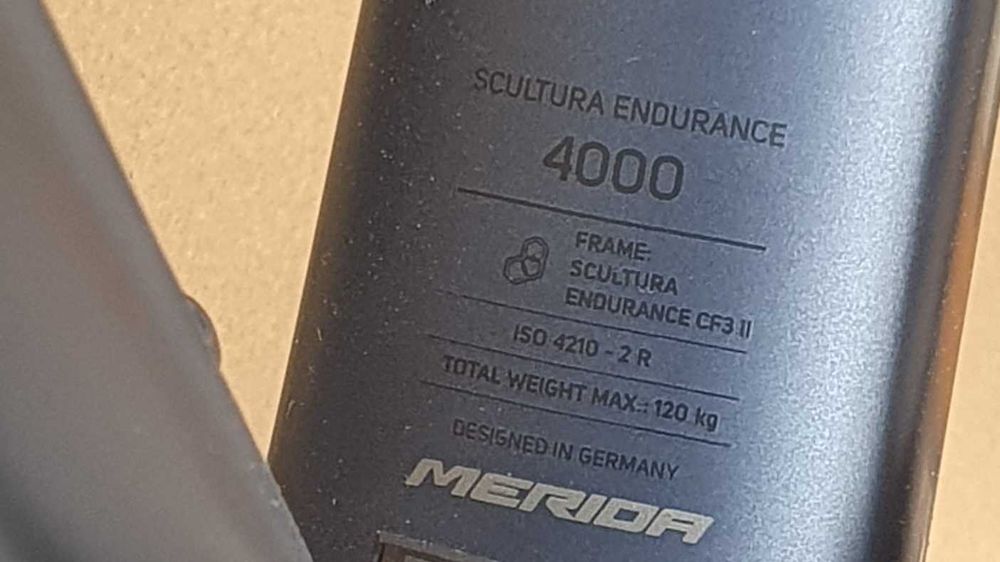 SCULTURA ENDURANCE
4000
FRAME:
SCULTURA
ENDURANCE CF3 II
ISO 4210 - 2 R
TOTAL WEIGHT MAX.: 120 kg
DESIGNED IN GERMANY
MERIDA